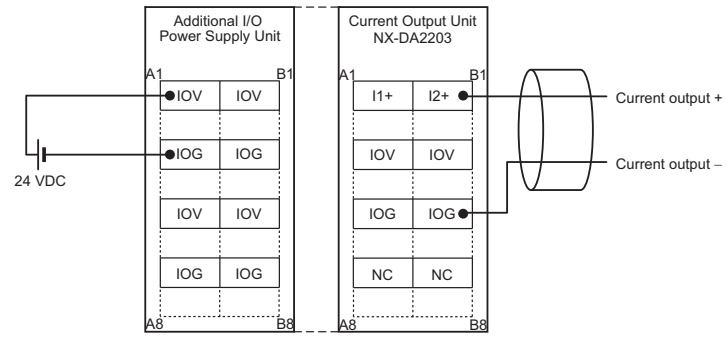 Additional I/O
Power Supply Unit
Current Output Unit
NX-DA2203
A1 B1 A1 B1
IOV IOV I1+ I2+ Current output +
IOG IOG IOV IOV Current output –
24 VDC
IOV IOV IOG IOG
IOG IOG NC NC
A8 B8 A8 B8